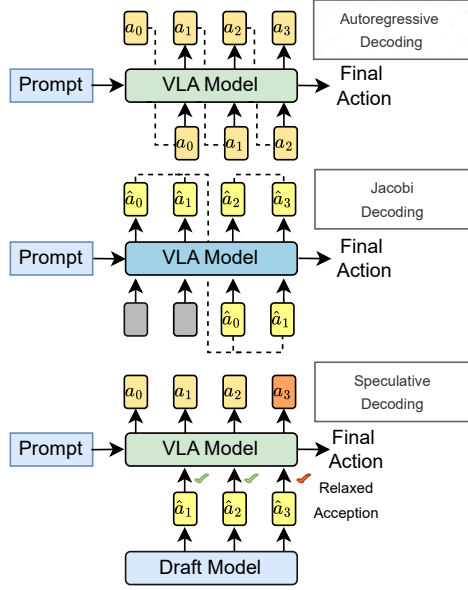 a₀ a₁ a₂ a₃
Autoregressive
Decoding
Prompt
VLA Model
Final
Action
a₀ a₁ a₂
â₀ â₁ â₂ â₃
Jacobi
Decoding
Prompt
VLA Model
Final
Action
â₀ â₁
a₀ a₁ a₂ a₃
Speculative
Decoding
Prompt
VLA Model
Final
Action
Relaxed
Acception
â₁ â₂ â₃
Draft Model